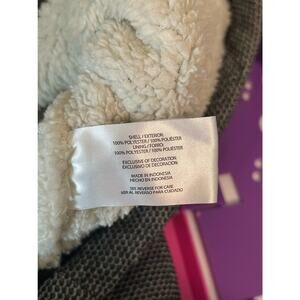 SHELL / EXTERIOR:
100% POLYESTER / 100% POLIÉSTER
LINING / FORRO:
100% POLYESTER / 100% POLIÉSTER
EXCLUSIVE OF DECORATION
EXCLUSIVO DE DECORACIÓN
MADE IN INDONESIA
HECHO EN INDONESIA
SEE REVERSE FOR CARE
VER AL REVERSO PARA CUIDADO